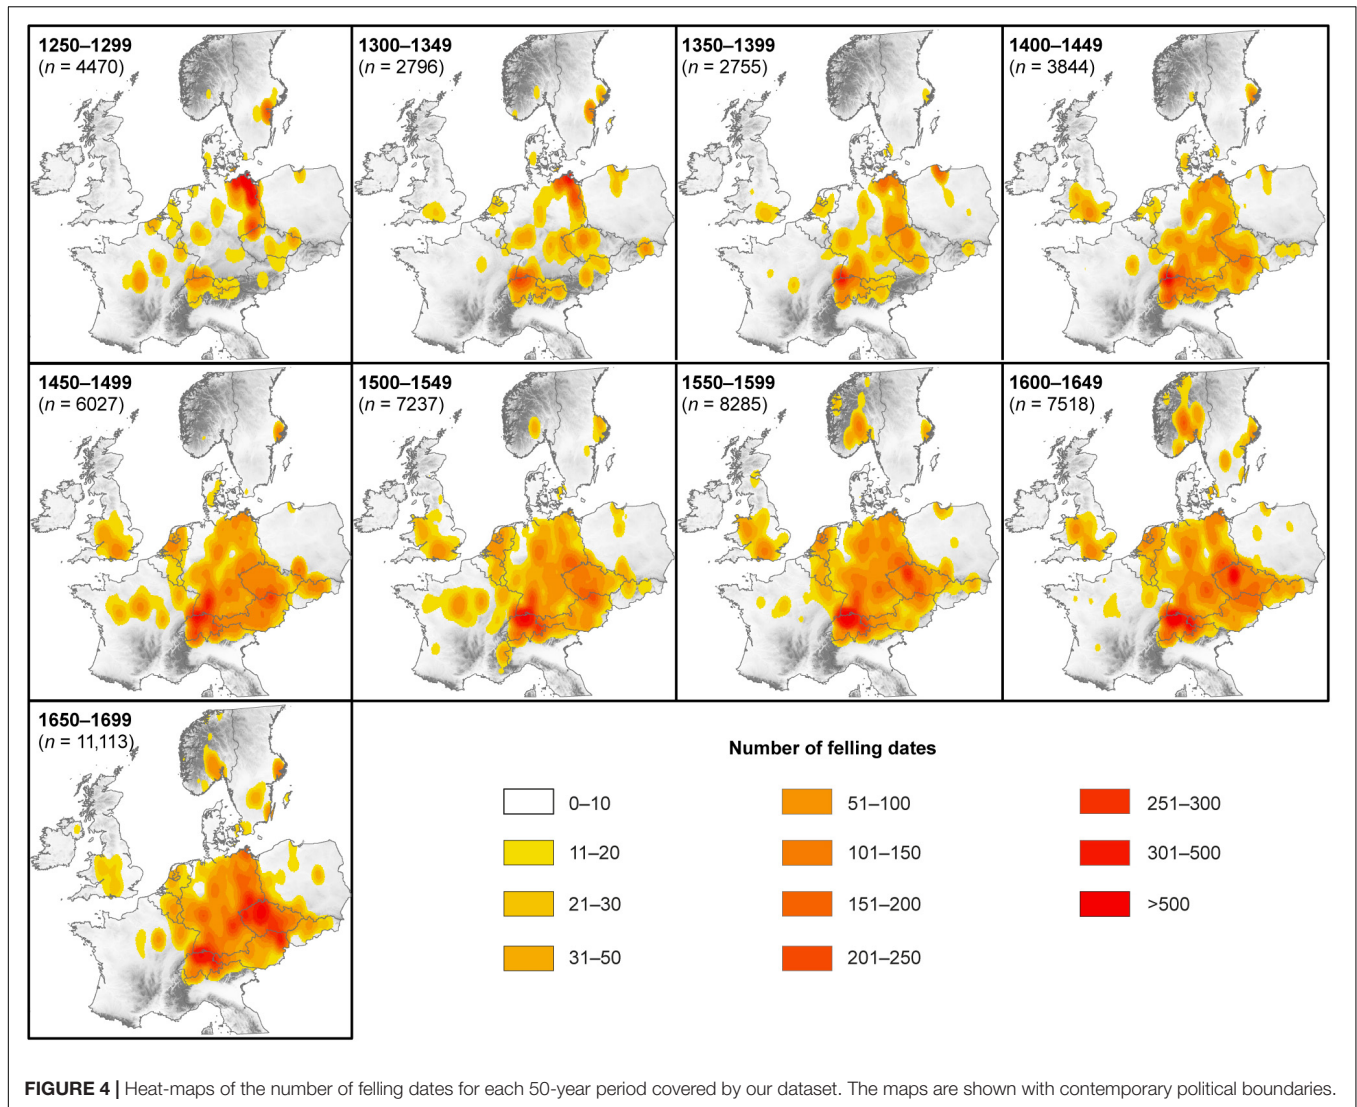 1250–1299
(n = 4470)
1300–1349
(n = 2796)
1350–1399
(n = 2755)
1400–1449
(n = 3844)
1450–1499
(n = 6027)
1500–1549
(n = 7237)
1550–1599
(n = 8285)
1600–1649
(n = 7518)
1650–1699
(n = 11,113)
Number of felling dates
0–10
11–20
21–30
31–50
51–100
101–150
151–200
201–250
251–300
301–500
>500
FIGURE 4 | Heat-maps of the number of felling dates for each 50-year period covered by our dataset. The maps are shown with contemporary political boundaries.